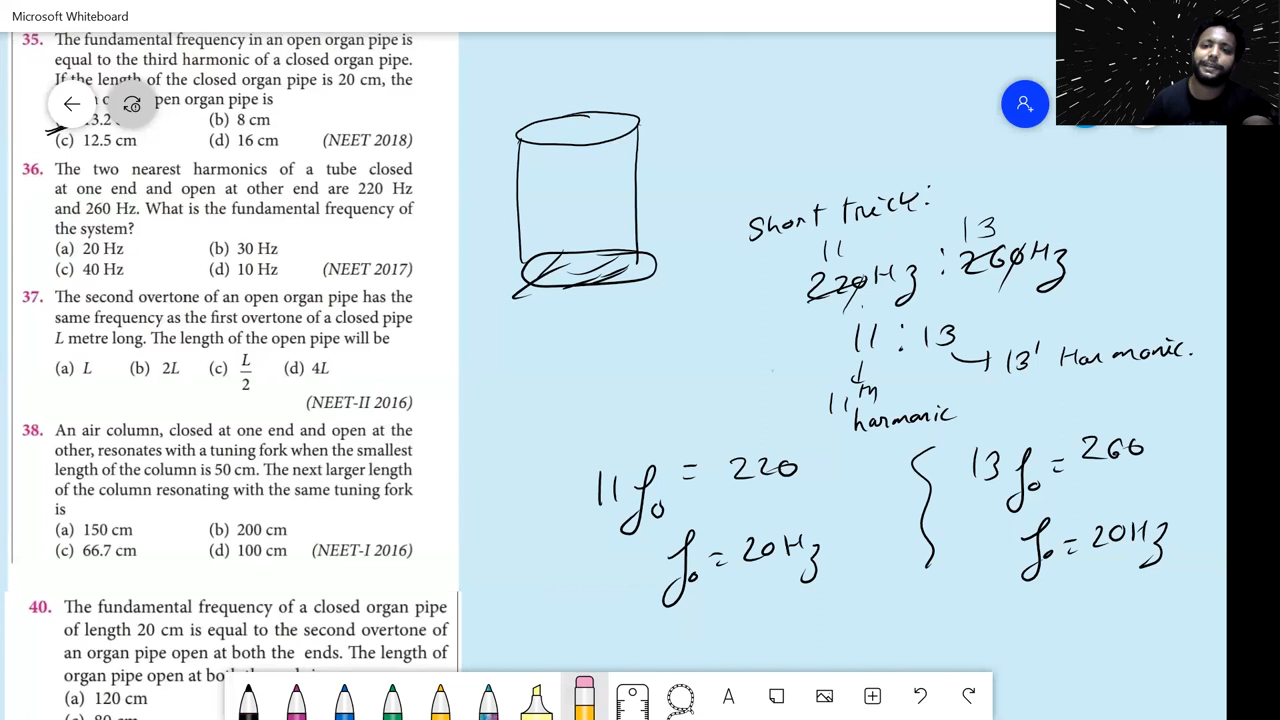 Microsoft Whiteboard
35. The fundamental frequency in an open organ pipe is
equal to the third harmonic of a closed organ pipe.
If the length of the closed organ pipe is 20 cm, the
pen organ pipe is
13.2
(b) 8 cm
(c) 12.5 cm
(d) 16 cm
(NEET 2018)
36. The two nearest harmonics of a tube closed
at one end and open at other end are 220 Hz
and 260 Hz. What is the fundamental frequency of
the system?
(a) 20 Hz
(b) 30 Hz
(c) 40 Hz
(d) 10 Hz
(NEET 2017)
37. The second overtone of an open organ pipe has the
same frequency as the first overtone of a closed pipe
L metre long. The length of the open pipe will be
(a) L (b) 2L (c) L/2 (d) 4L
(NEET-II 2016)
38. An air column, closed at one end and open at the
other, resonates with a tuning fork when the smallest
length of the column is 50 cm. The next larger length
of the column resonating with the same tuning fork
is
(a) 150 cm
(b) 200 cm
(c) 66.7 cm
(d) 100 cm
(NEET-I 2016)
40. The fundamental frequency of a closed organ pipe
of length 20 cm is equal to the second overtone of
an organ pipe open at both the ends. The length of
organ pipe open at bo
(a) 120 cm
Short trick:
11 13
220Hz : 260Hz
11 : 13
13' Harmonic.
11th
harmonic
11f₀ = 220
f₀ = 20Hz
13f₀ = 260
f₀ = 20Hz
A